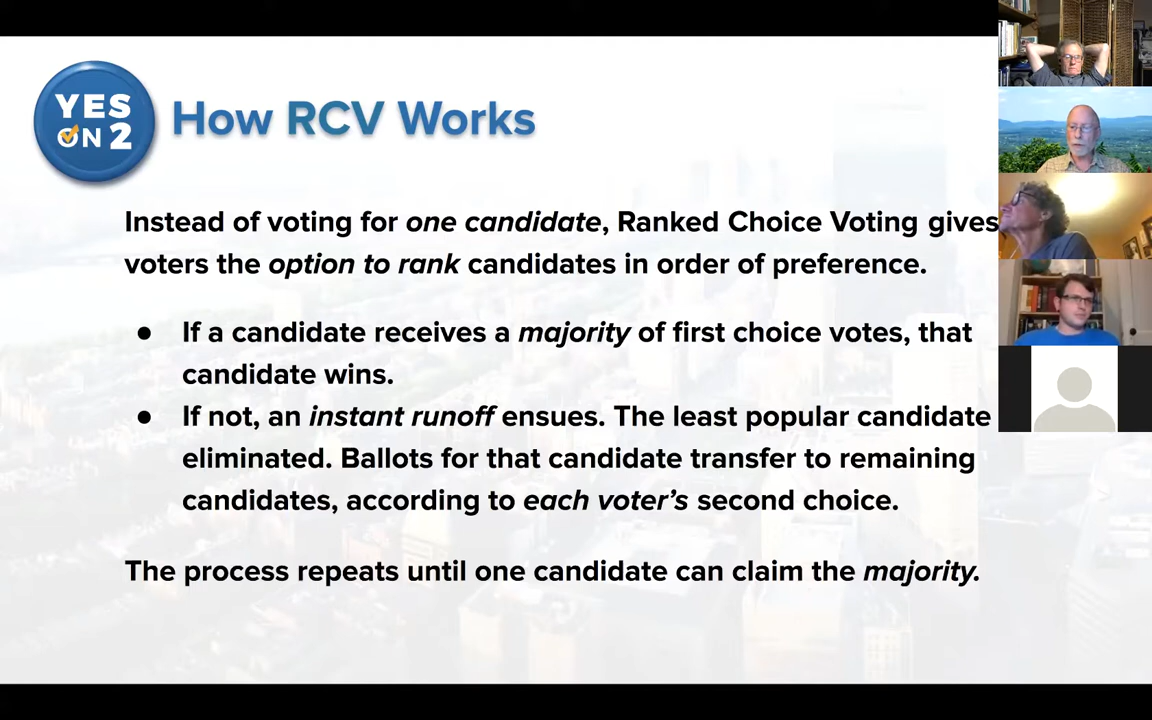 YES
ON 2
How RCV Works
Instead of voting for one candidate, Ranked Choice Voting gives
voters the option to rank candidates in order of preference.
● If a candidate receives a majority of first choice votes, that
candidate wins.
● If not, an instant runoff ensues. The least popular candidate
eliminated. Ballots for that candidate transfer to remaining
candidates, according to each voter’s second choice.
The process repeats until one candidate can claim the majority.